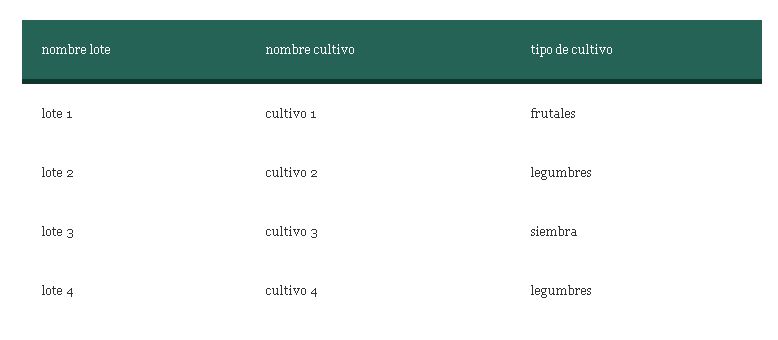 nombre lote nombre cultivo tipo de cultivo
lote 1 cultivo 1 frutales
lote 2 cultivo 2 legumbres
lote 3 cultivo 3 siembra
lote 4 cultivo 4 legumbres